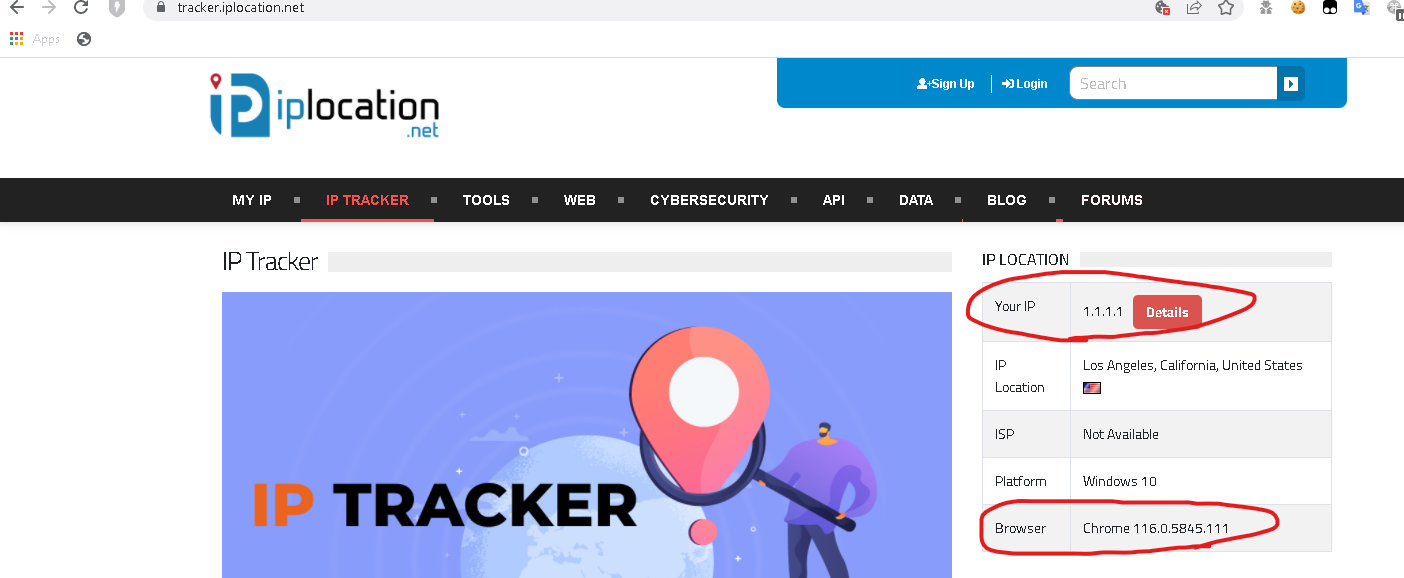 tracker.iplocation.net
Apps
iplocation
.net
Sign Up
Login
Search
MY IP
IP TRACKER
TOOLS
WEB
CYBERSECURITY
API
DATA
BLOG
FORUMS
IP Tracker
IP TRACKER
IP LOCATION
Your IP 1.1.1.1 Details
IP Location Los Angeles, California, United States
ISP Not Available
Platform Windows 10
Browser Chrome 116.0.5845.111